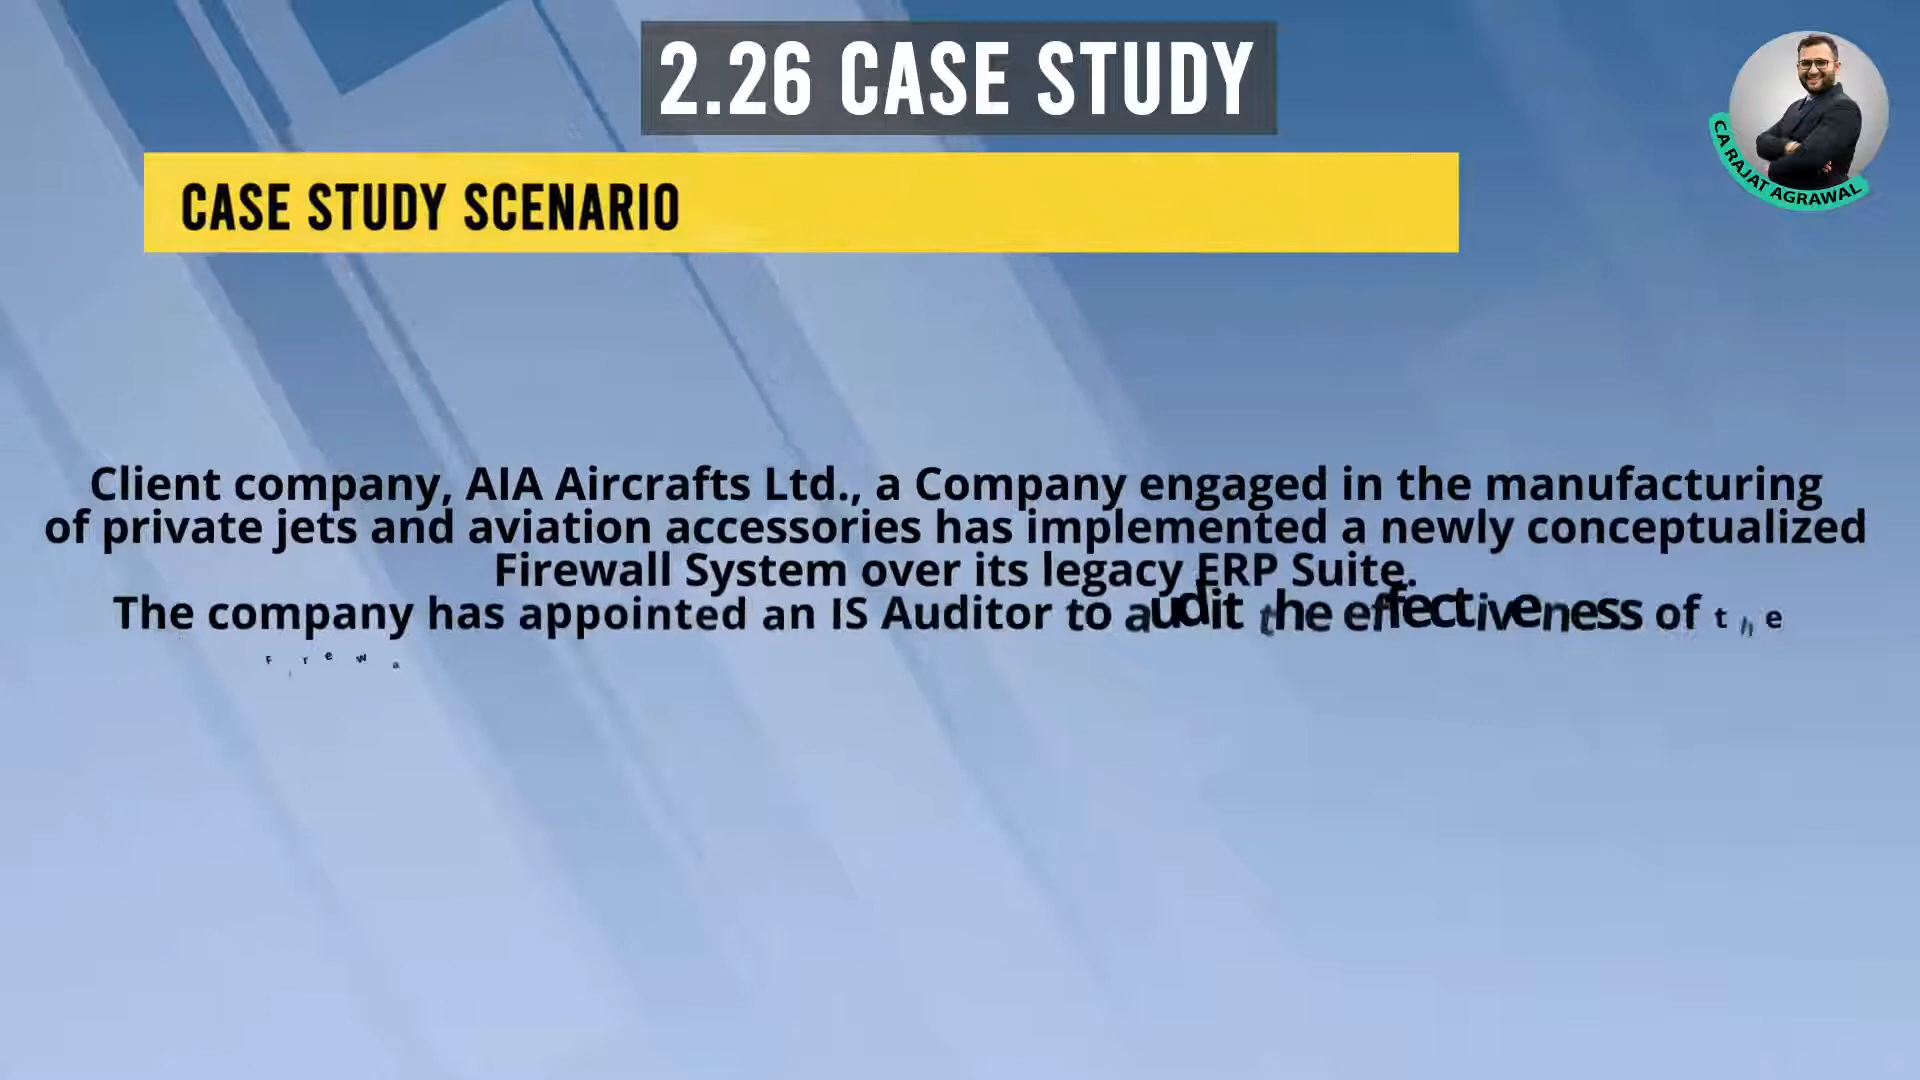 2.26 CASE STUDY
CA RAJAT AGRAWAL
CASE STUDY SCENARIO
Client company, AIA Aircrafts Ltd., a Company engaged in the manufacturing
of private jets and aviation accessories has implemented a newly conceptualized
Firewall System over its legacy ERP Suite.
The company has appointed an IS Auditor to audit the effectiveness of the
Firewa